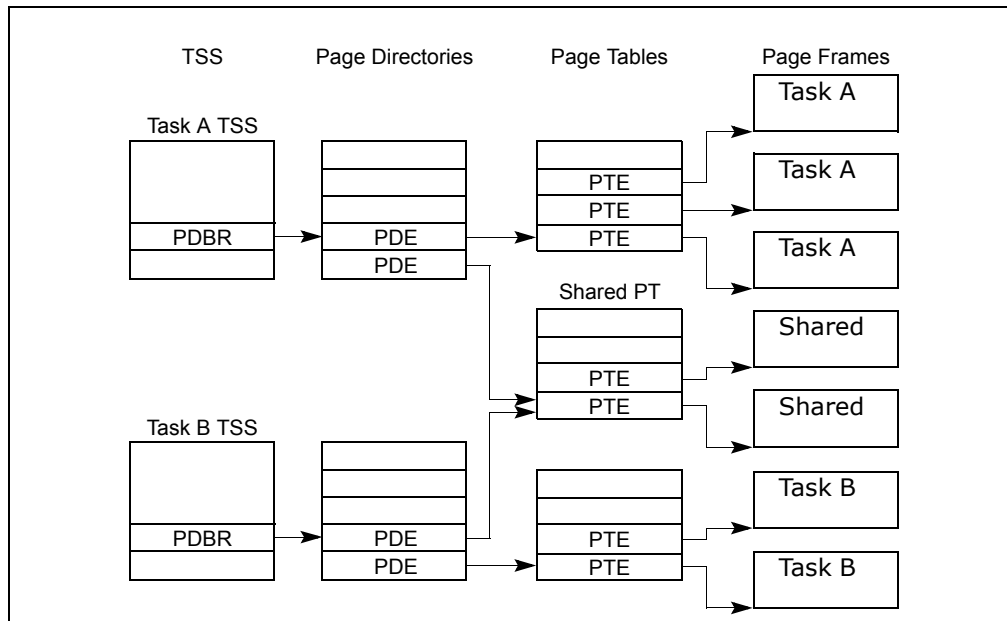 TSS
Page Directories
Page Tables
Page Frames
Task A
Task A TSS
Task A
PTE
PTE
PDBR
PDE
PTE
Task A
PDE
Shared PT
Shared
PTE
Shared
PTE
Task B TSS
Task B
PDBR
PDE
PTE
PDE
PTE
Task B